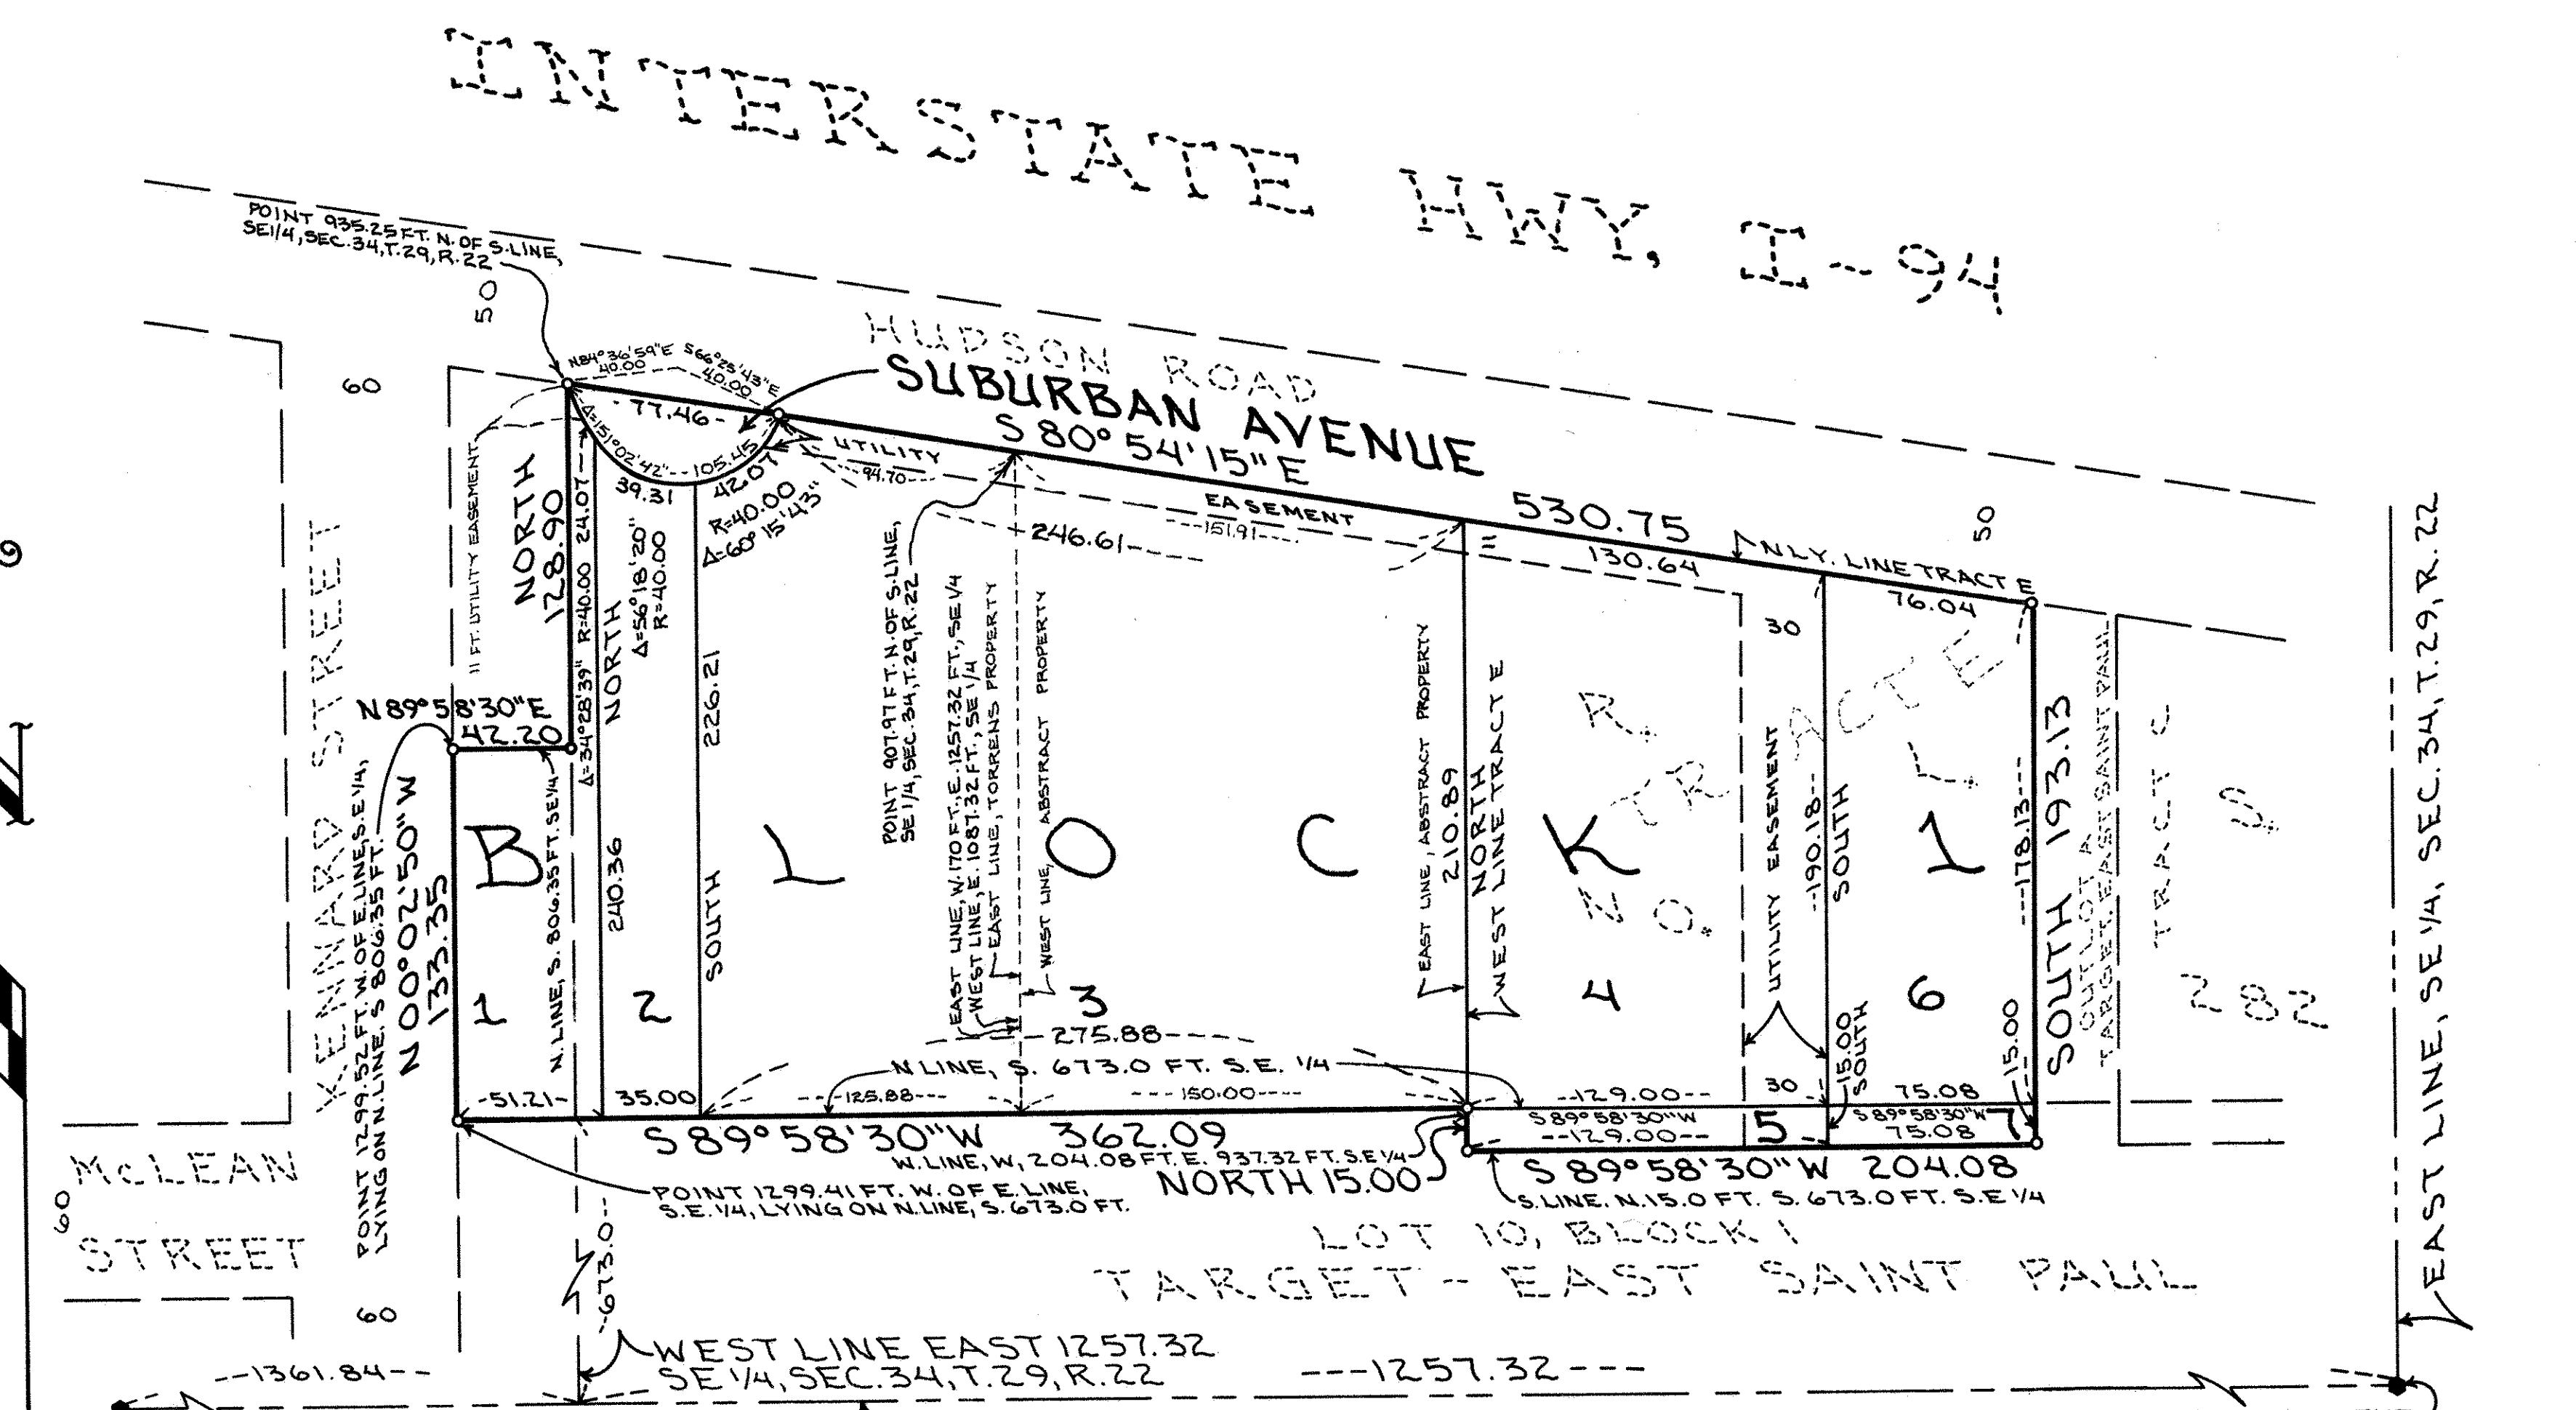 INTERSTATE HWY. I-94
POINT 935.25 FT. N. OF S. LINE,
SE1/4, SEC. 34, T.29, R.22
50
60
HUDSON ROAD
SUBURBAN AVENUE
S 80° 54' 15" E
530.75
N84°36'59"E
40.00
S66°25'43"E
40.00
77.46
Δ=151°02'42"--105.45
39.31
42.07
R=40.00
Δ=60°15'43"
UTILITY
--94.70---
EASEMENT
---151.91----
--246.61---
130.64
NLY. LINE TRACT E
76.04
50
11 FT. UTILITY EASEMENT
NORTH
128.90
Δ=34°28'39" R=40.00 24.07
NORTH
240.36
Δ=56°18'20"
R=40.00
226.21
SOUTH
POINT 907.97 FT. N. OF S. LINE,
SE 1/4, SEC. 34, T.29, R.22
EAST LINE, W. 170 FT., E. 1257.32 FT., SE 1/4
WEST LINE, E. 1087.32 FT., SE 1/4
EAST LINE, TORRENS PROPERTY
WEST LINE, ABSTRACT PROPERTY
EAST LINE, ABSTRACT PROPERTY
210.89
NORTH
WEST LINE TRACT E
11
30
UTILITY EASEMENT
--190.18--
SOUTH
---178.13---
SOUTH 193.13
OUTLOT A
TARGET-EAST SAINT PAUL
TRACT C
R.L.S.
TRACT E
NO. 282
EAST LINE, SE 1/4, SEC. 34, T.29, R.22
KENNARD STREET
N 89°58'30"E
42.20
POINT 1299.52 FT. W. OF E. LINE, S.E 1/4,
LYING ON N. LINE, S 806.35 FT.
N 00°02'50" W
133.35
N. LINE, S. 806.35 FT. SE 1/4
BLOCK 1
1
2
3
4
6
-51.21-
35.00
---275.88----
N LINE, S. 673.0 FT. S.E. 1/4
---125.88---
---150.00----
--129.00--
30
15.00
SOUTH
75.08
15.00
S 89°58'30"W
--129.00--
5
S 89°58'30"W
75.08
7
S 89°58'30"W 362.09
W. LINE, W, 204.08 FT. E. 937.32 FT. S.E 1/4
NORTH 15.00
S 89°58'30"W 204.08
S. LINE. N. 15.0 FT. S. 673.0 FT. S.E 1/4
POINT 1299.41 FT. W. OF E. LINE,
S.E. 1/4, LYING ON N LINE, S. 673.0 FT.
McLEAN
STREET
60
60
--673.0--
LOT 10, BLOCK 1
TARGET - EAST SAINT PAUL
WEST LINE EAST 1257.32
SE 1/4, SEC. 34, T.29, R.22
--1361.84--
---1257.32---